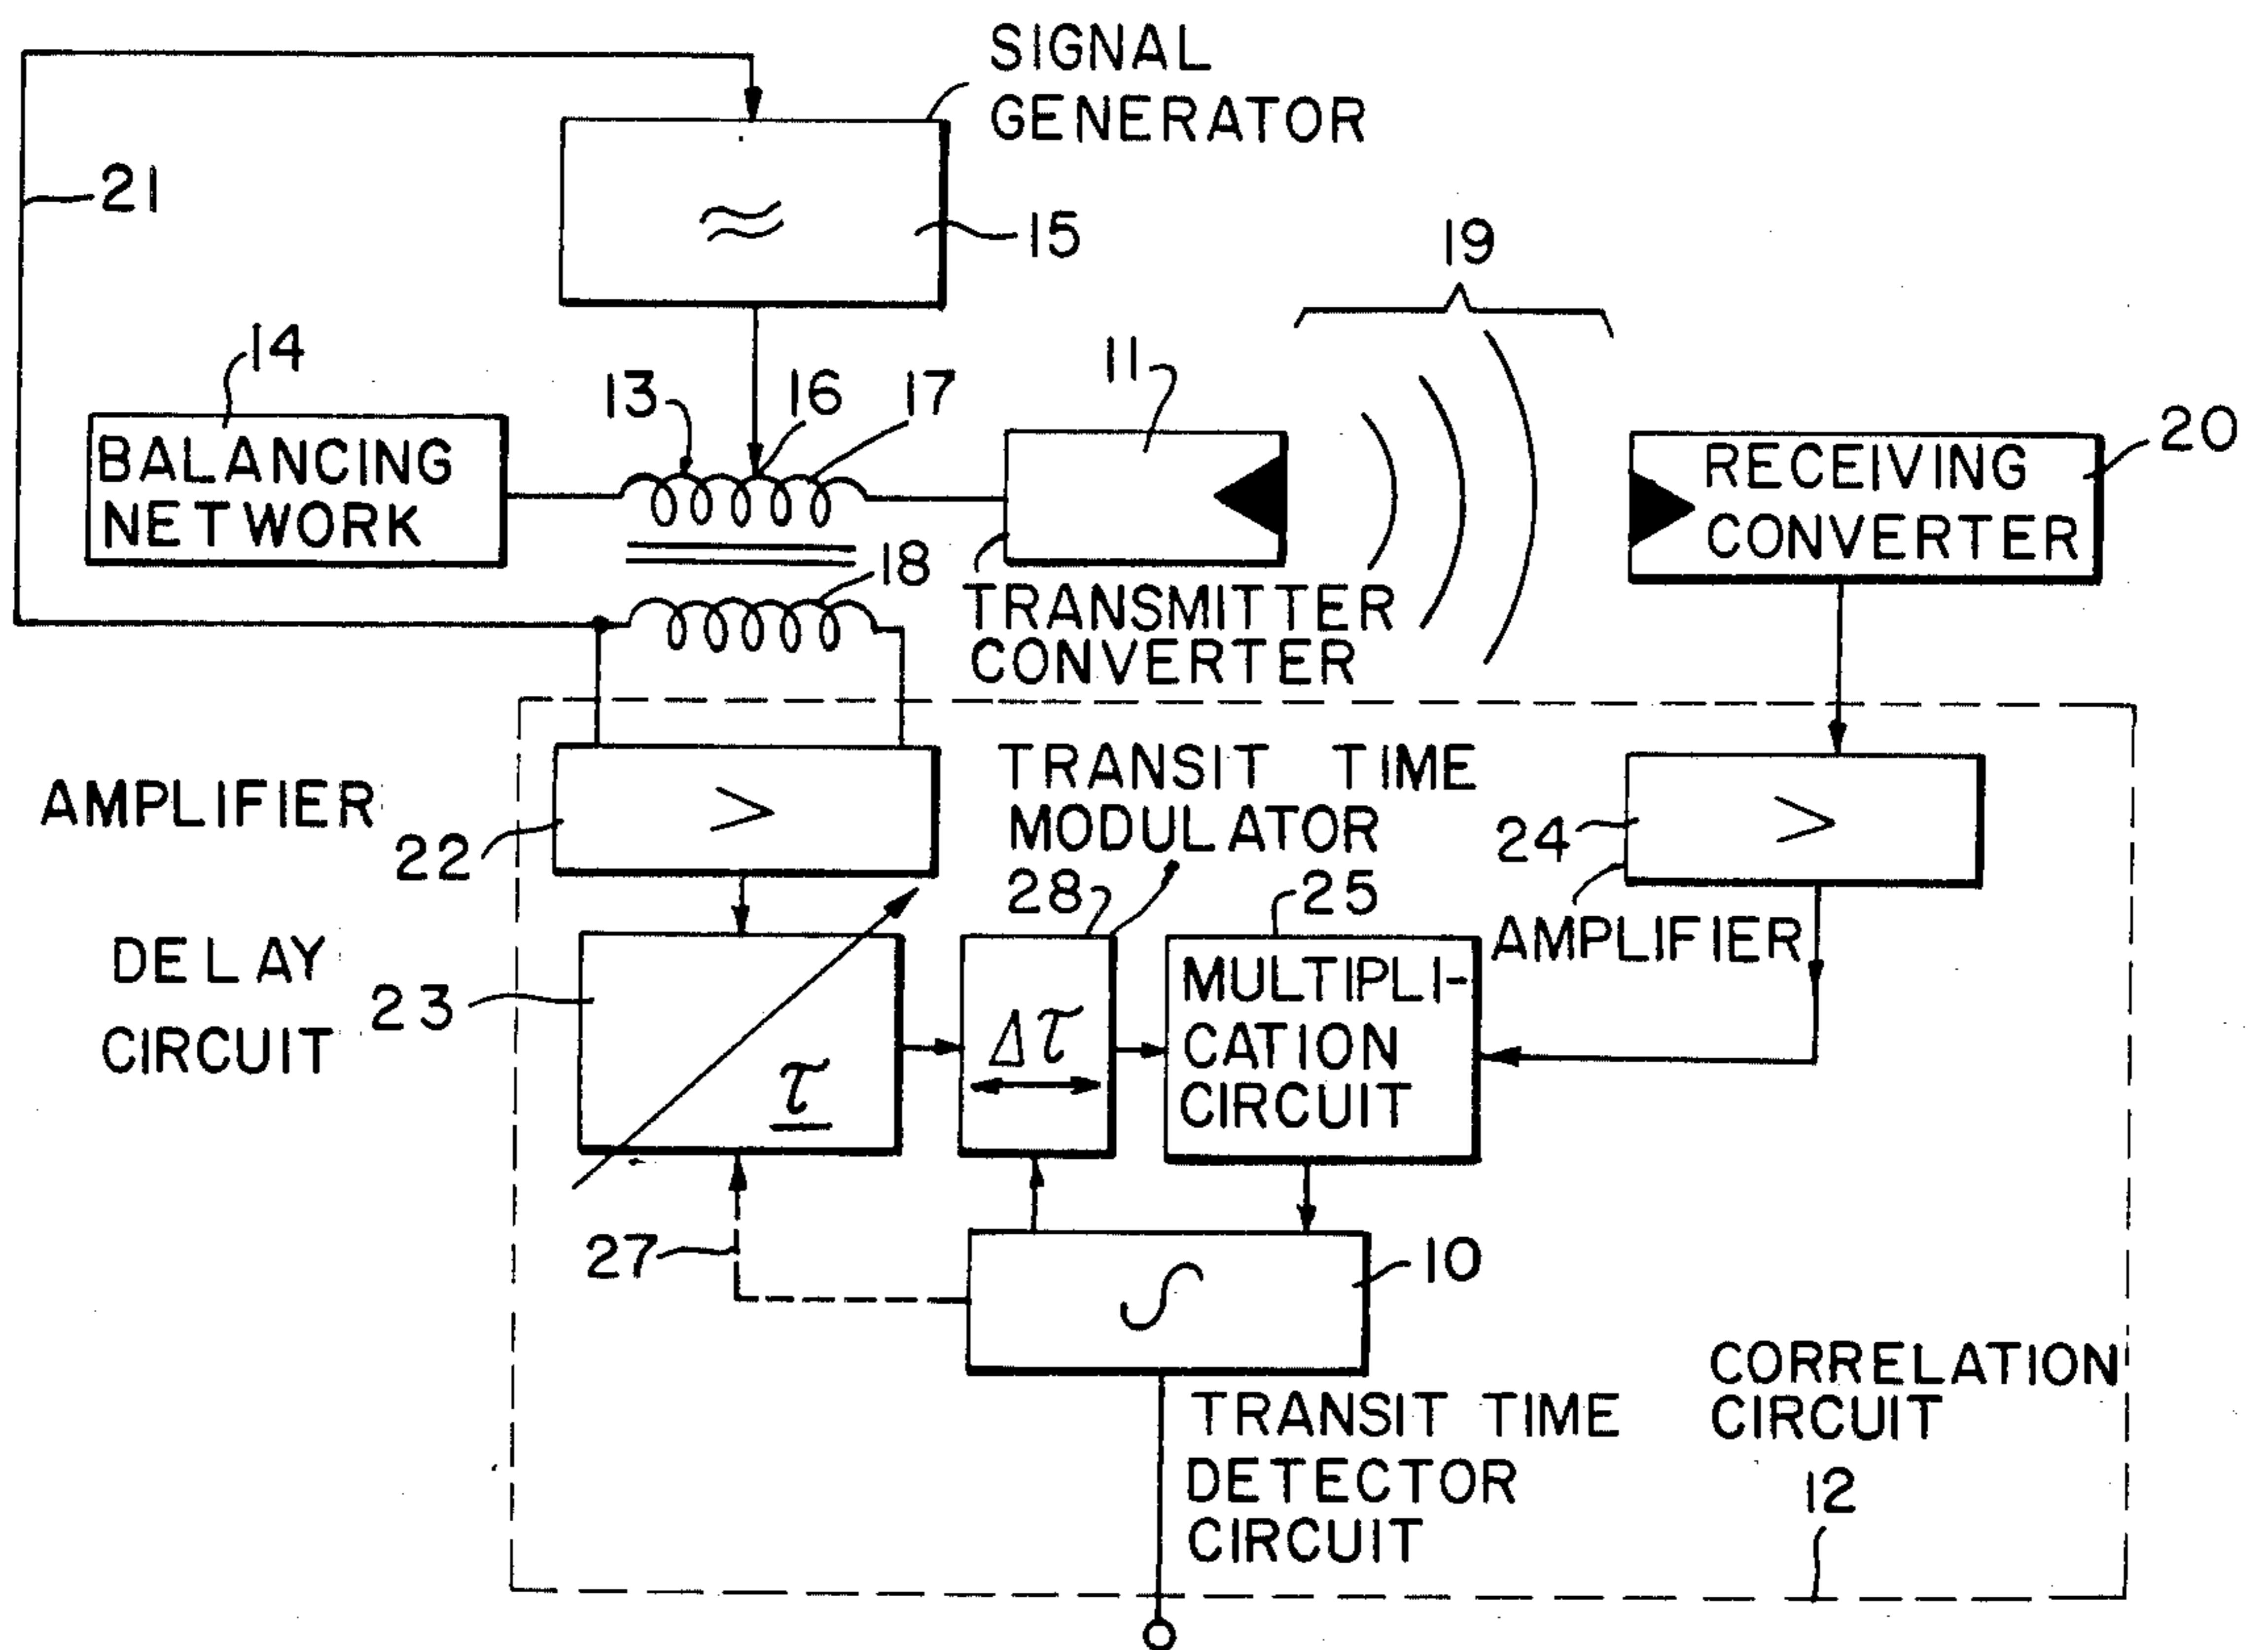 SIGNAL
GENERATOR
21
≈
15
19
14
13
16
17
11
20
BALANCING
NETWORK
RECEIVING
CONVERTER
18
TRANSMITTER
CONVERTER
AMPLIFIER
22
>
TRANSIT TIME
MODULATOR
28
25
24
>
AMPLIFIER
DELAY
CIRCUIT
23
τ
Δτ
MULTIPLI-
CATION
CIRCUIT
27
∫
10
TRANSIT TIME
DETECTOR
CIRCUIT
CORRELATION
CIRCUIT
12